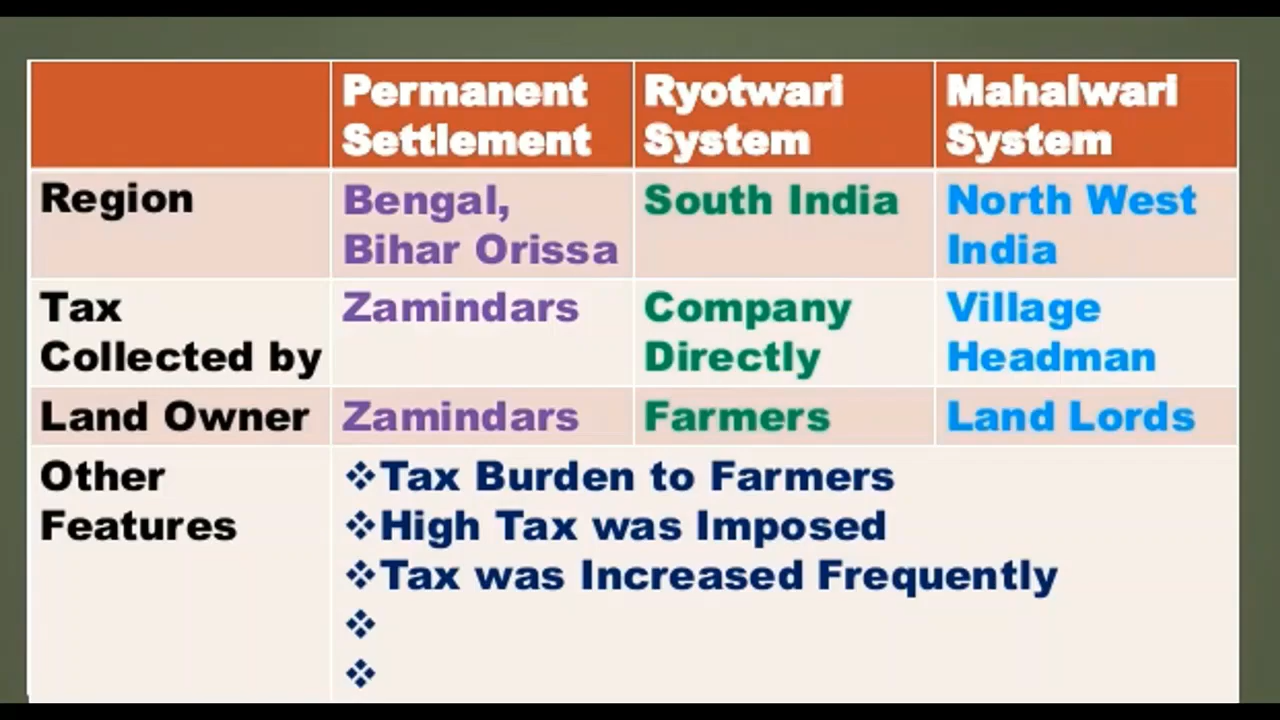 Permanent Settlement
Ryotwari System
Mahalwari System
Region
Bengal,
Bihar Orissa
South India
North West
India
Tax
Collected by
Zamindars
Company
Directly
Village
Headman
Land Owner
Zamindars
Farmers
Land Lords
Other
Features
❖Tax Burden to Farmers
❖High Tax was Imposed
❖Tax was Increased Frequently
❖
❖